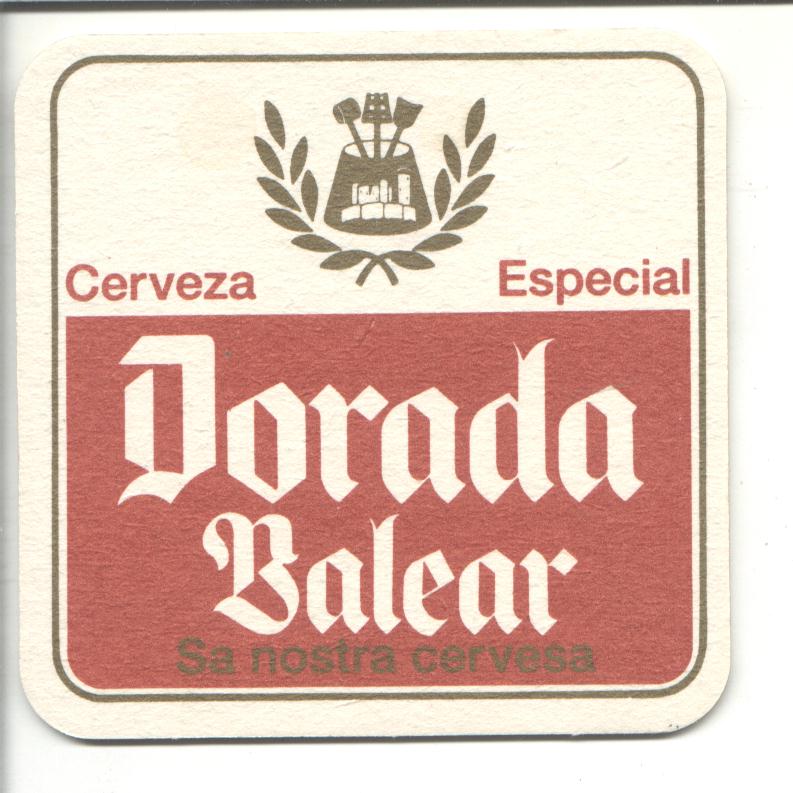 Cerveza Especial
Dorada
Balear
Sa nostra cervesa